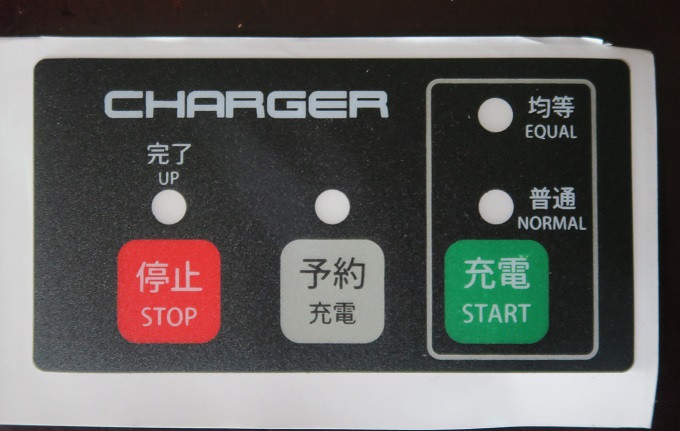 CHARGER
均等
EQUAL
完了
UP
普通
NORMAL
停止
STOP
予約
充電
充電
START